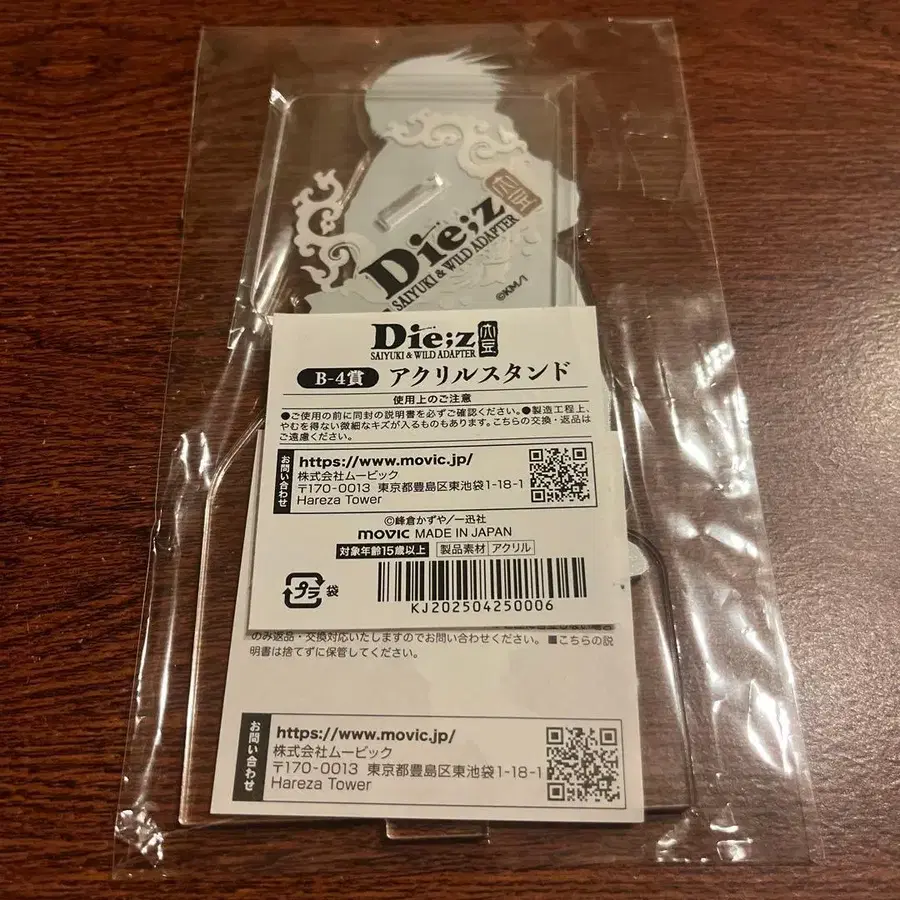 Die;z
SAIYUKI & WILD ADAPTER
©KM/I
Die;z 大豆
SAIYUKI & WILD ADAPTER
B-4賞 アクリルスタンド
使用上のご注意
●ご使用の前に同封の説明書を必ずご確認ください。●製造工程上、
やむを得ない微細なキズが入るものもあります。こちらの交換・返品は
ご遠慮ください。
お問い合わせ
https://www.movic.jp/
株式会社ムービック
〒170-0013 東京都豊島区東池袋1-18-1
Hareza Tower
©峰倉かずや/一迅社
movic MADE IN JAPAN
対象年齢15歳以上 製品素材 アクリル
プラ 袋
KJ202504250006
のみ返品・交換対応いたしますのでお問い合わせください。 ■こちらの説
明書は捨てずに保管してください。
お問い合わせ
https://www.movic.jp/
株式会社ムービック
〒170-0013 東京都豊島区東池袋1-18-1
Hareza Tower